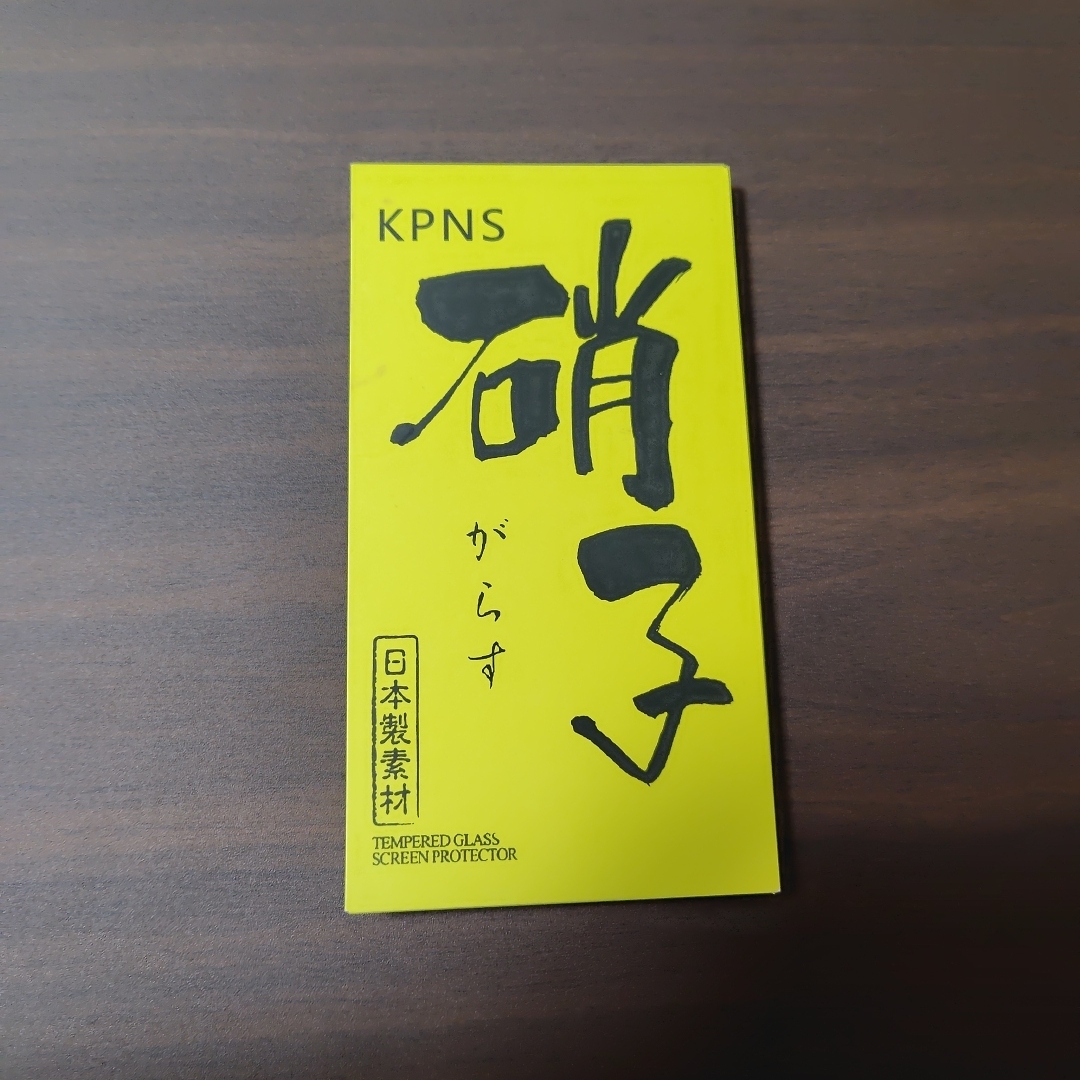 KPNS
硝子
がらす
日本製素材
TEMPERED GLASS
SCREEN PROTECTOR